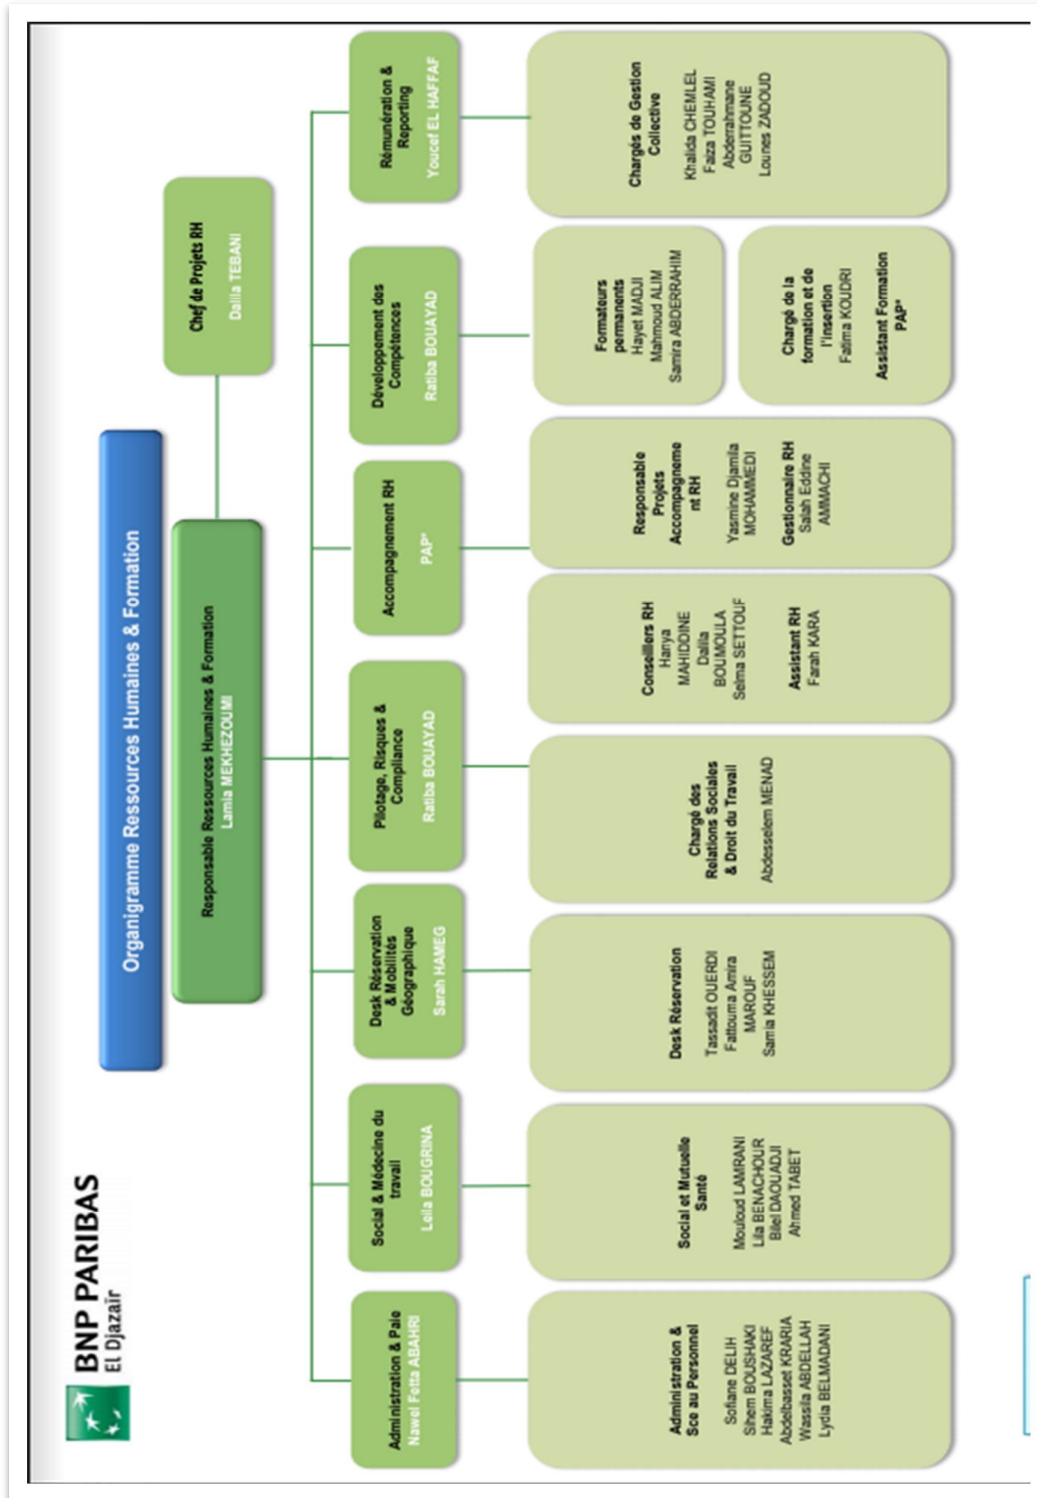 BNP PARIBAS
El Djazaïr
Organigramme Ressources Humaines & Formation
Responsable Ressources Humaines & Formation
Lamia MEKHEZOUMI
Chef de Projets RH
Dalila TEBANI
Administration & Paie
Nawel Fetta ABAHRI
Social & Médecine du
travail
Leila BOUGRINA
Desk Réservation
& Mobilités
Géographique
Sarah HAMEG
Pilotage, Risques &
Compliance
Ratiba BOUAYAD
Accompagnement RH
PAP*
Développement des
Compétences
Ratiba BOUAYAD
Rémunération &
Reporting
Youcef EL HAFFAF
Administration &
Sce au Personnel
Sofiane DELIH
Sihem BOUSHAKI
Hakima LAZAREF
Abdelbasset KRARIA
Wassila ABDELLAH
Lydia BELMADANI
Social et Mutuelle
Santé
Mouloud LAMRANI
Lila BENACHOUR
Bilel DAOUADJI
Ahmed TABET
Desk Réservation
Tassadit OUERDI
Fattouma Amira
MAROUF
Samia KHESSEM
Chargé des
Relations Sociales
& Droit du Travail
Abdesselem MENAD
Conseillers RH
Hanya
MAHIDDINE
Dalila
BOUMOULA
Selma SETTOUF
Assistant RH
Farah KARA
Responsable
Projets
Accompagneme
nt RH
Yasmine Djamila
MOHAMMEDI
Gestionnaire RH
Salah Eddine
AMMACHI
Formateurs
permanents
Hayet MADJI
Mahmoud ALIM
Samira ABDERRAHIM
Chargé de la
formation et de
l'insertion
Fatima KOUDRI
Assistant Formation
PAP*
Chargés de Gestion
Collective
Khalida CHEMLEL
Faiza TOUHAMI
Abderrahmane
GUITTOUNE
Lounes ZADOUD